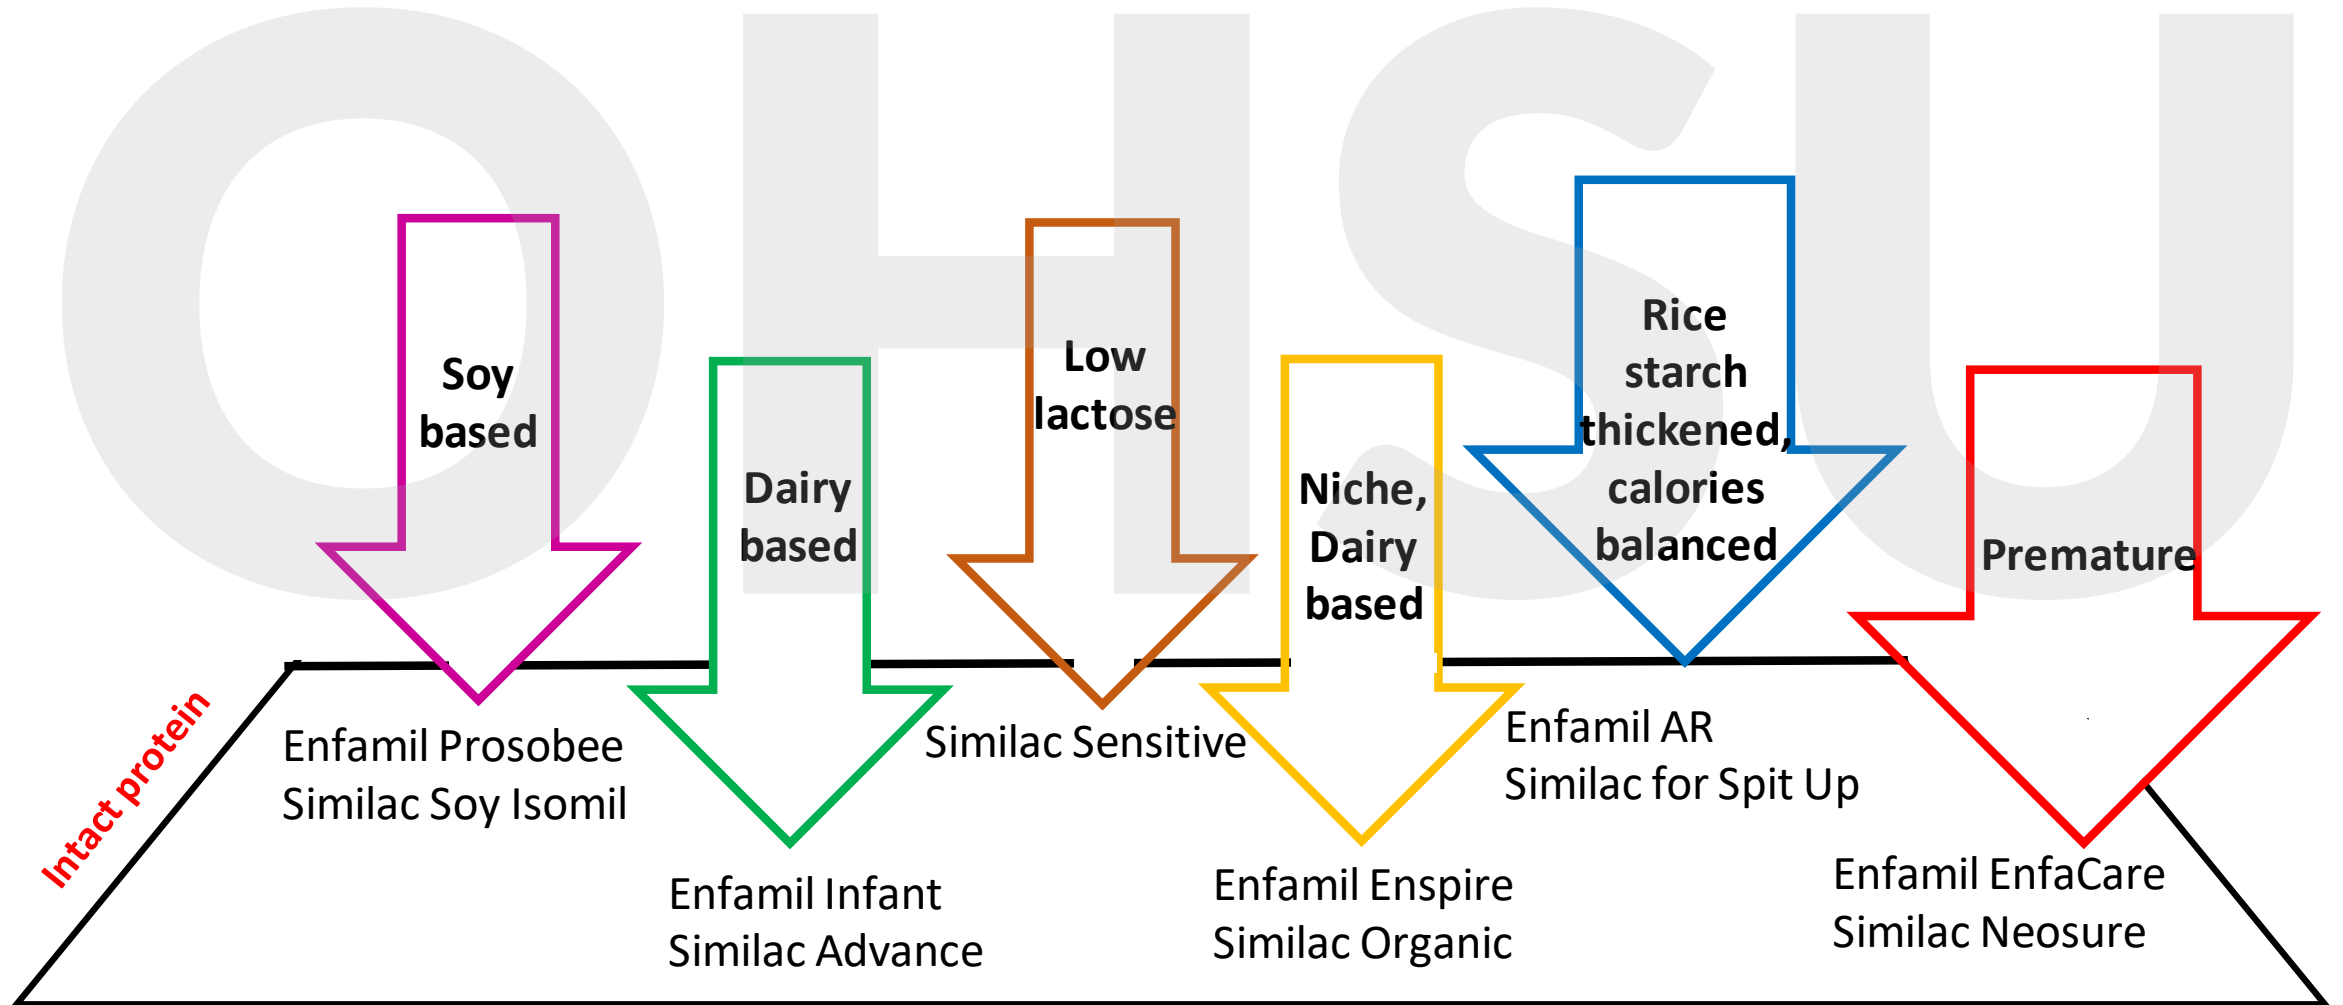 OHSU
Soy
based
Dairy
based
Low
lactose
Niche,
Dairy
based
Rice
starch
thickened,
calories
balanced
Premature
Intact protein
Enfamil Prosobee
Similac Soy Isomil
Enfamil Infant
Similac Advance
Similac Sensitive
Enfamil Enspire
Similac Organic
Enfamil AR
Similac for Spit Up
Enfamil EnfaCare
Similac Neosure